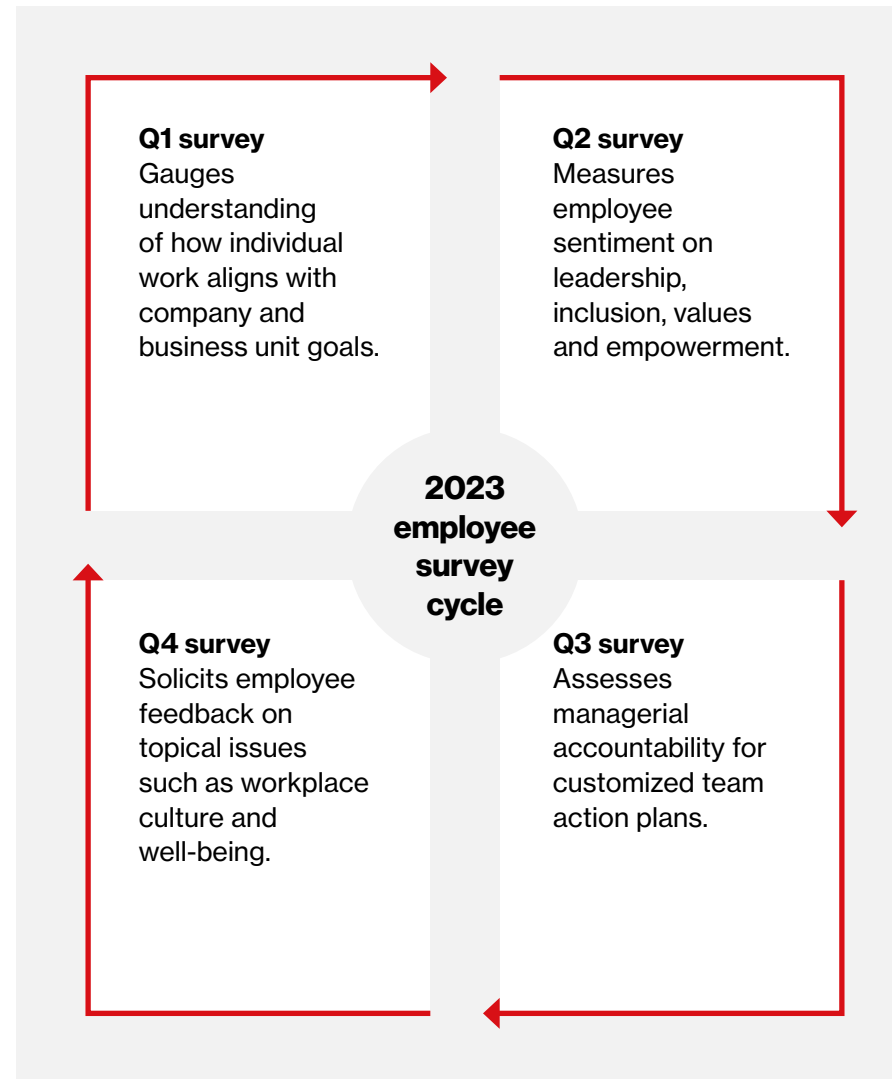 Q1 survey
Gauges
understanding
of how individual
work aligns with
company and
business unit goals.
Q2 survey
Measures
employee
sentiment on
leadership,
inclusion, values
and empowerment.
2023
employee
survey
cycle
Q4 survey
Solicits employee
feedback on
topical issues
such as workplace
culture and
well-being.
Q3 survey
Assesses
managerial
accountability for
customized team
action plans.